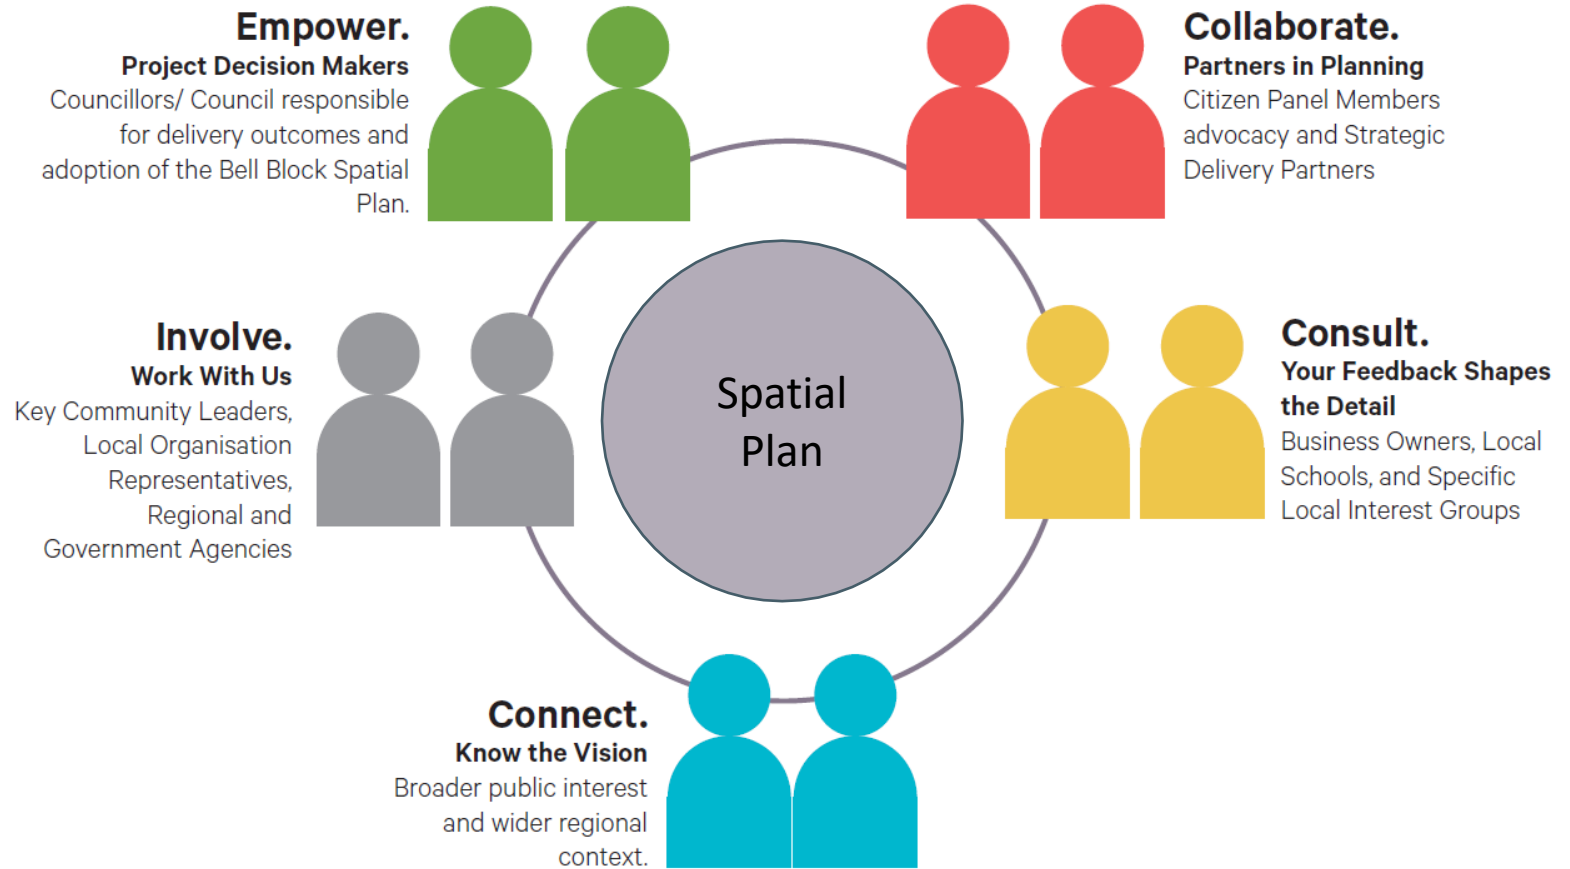 Empower.
Project Decision Makers
Councillors/ Council responsible
for delivery outcomes and
adoption of the Bell Block Spatial
Plan.
Collaborate.
Partners in Planning
Citizen Panel Members
advocacy and Strategic
Delivery Partners
Involve.
Work With Us
Key Community Leaders,
Local Organisation
Representatives,
Regional and
Government Agencies
Spatial
Plan
Consult.
Your Feedback Shapes
the Detail
Business Owners, Local
Schools, and Specific
Local Interest Groups
Connect.
Know the Vision
Broader public interest
and wider regional
context.